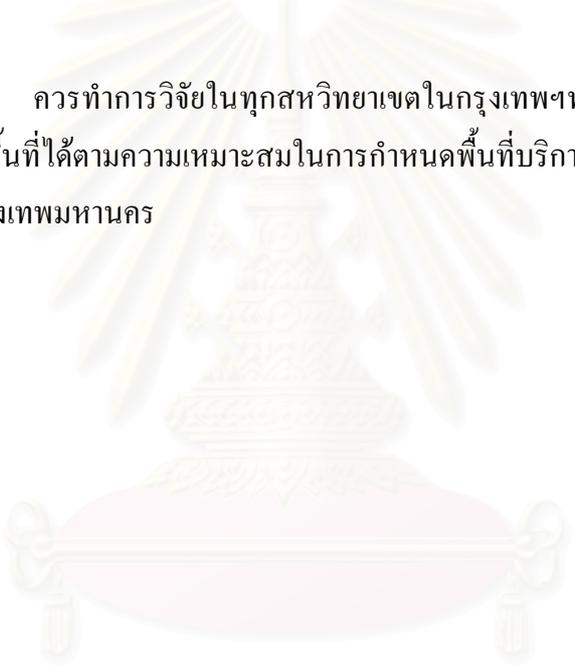 ควรทำการวิจัยในทุกสหวิทยาเขตในกรุงเทพฯ
ที่ได้ตามความเหมาะสมในการกำหนดพื้นที่บริกา
เทพมหานคร